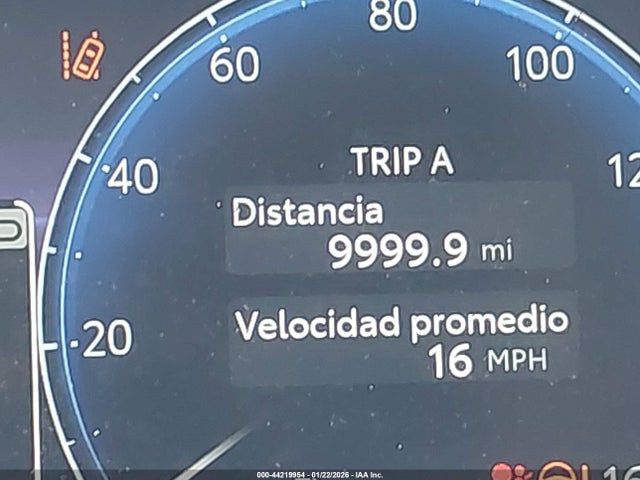 80
60
100
TRIP A
40
12
Distancia
9999.9 mi
Velocidad promedio
20
16 MPH
000-44219954 - 01/22/2026 - IAA Inc.